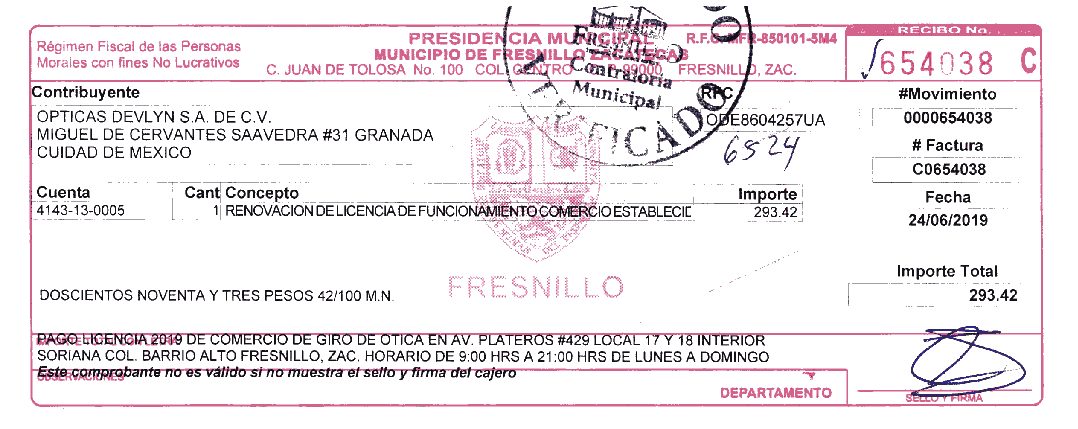 RECIBO No.
Régimen Fiscal de las Personas
Morales con fines No Lucrativos
PRESIDENCIA MUNICIPAL
MUNICIPIO DE FRESNILLO ZACATECAS
C. JUAN DE TOLOSA No. 100 COL. CENTRO C.P. 99000, FRESNILLO, ZAC.
R.F.C. MFR-850101-5M4
654038 C
Fresnillo
Contraloría
Municipal
VERIFICADO
Contribuyente
RFC
#Movimiento
OPTICAS DEVLYN S.A. DE C.V.
ODE8604257UA
0000654038
MIGUEL DE CERVANTES SAAVEDRA #31 GRANADA
CUIDAD DE MEXICO
6524
# Factura
C0654038
Cuenta
Cant
Concepto
Importe
Fecha
4143-13-0005
1
RENOVACION DE LICENCIA DE FUNCIONAMIENTO COMERCIO ESTABLECID
293.42
24/06/2019
FRESNILLO
Importe Total
DOSCIENTOS NOVENTA Y TRES PESOS 42/100 M.N.
293.42
PAGO LICENCIA 2019 DE COMERCIO DE GIRO DE OTICA EN AV. PLATEROS #429 LOCAL 17 Y 18 INTERIOR
SORIANA COL. BARRIO ALTO FRESNILLO, ZAC. HORARIO DE 9:00 HRS A 21:00 HRS DE LUNES A DOMINGO
Este comprobante no es válido si no muestra el sello y firma del cajero
OBSERVACIONES
DEPARTAMENTO
SELLO Y FIRMA